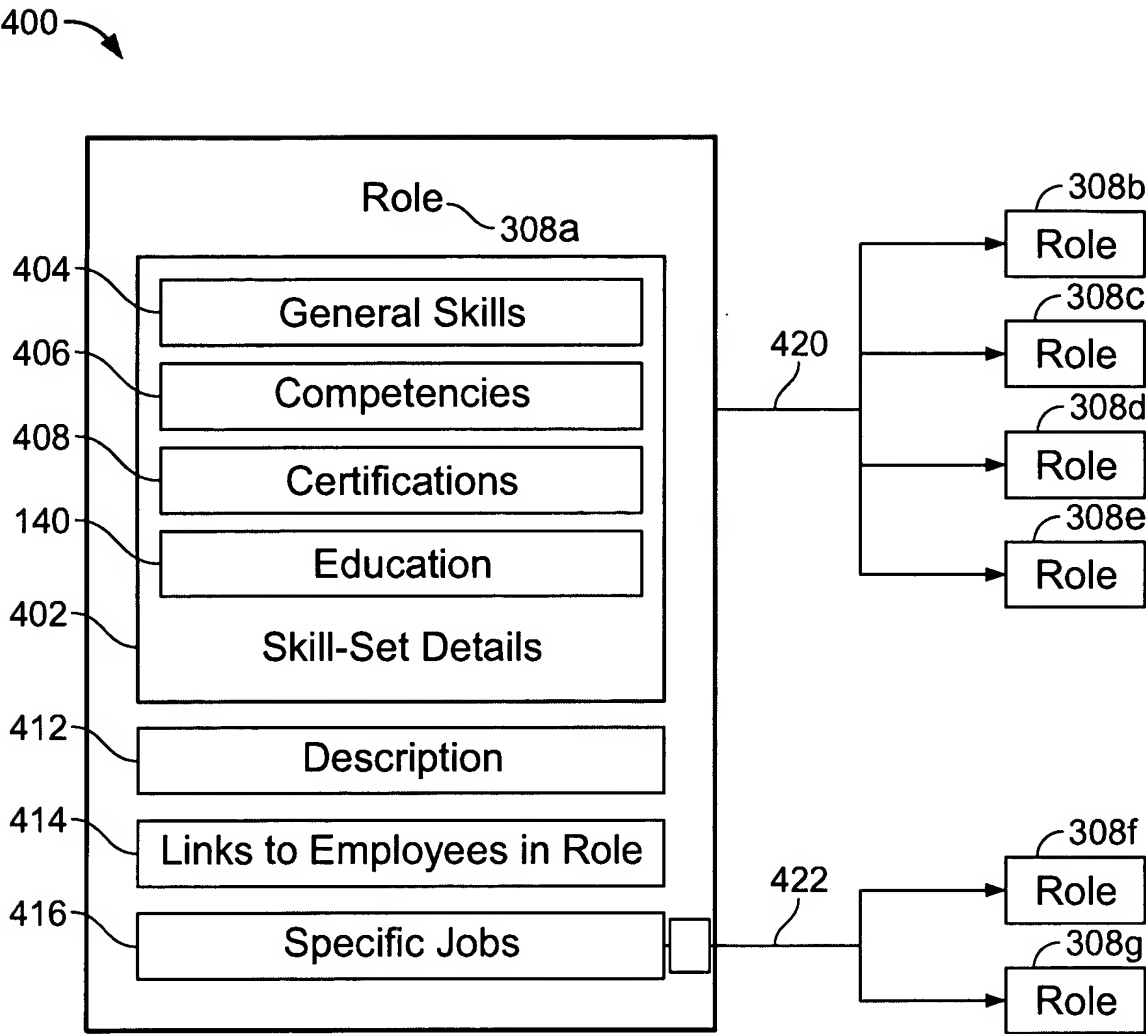 400
Role
308a
404
General Skills
406
Competencies
408
Certifications
140
Education
402
Skill-Set Details
412
Description
414
Links to Employees in Role
416
Specific Jobs
420
308b
Role
308c
Role
308d
Role
308e
Role
422
308f
Role
308g
Role